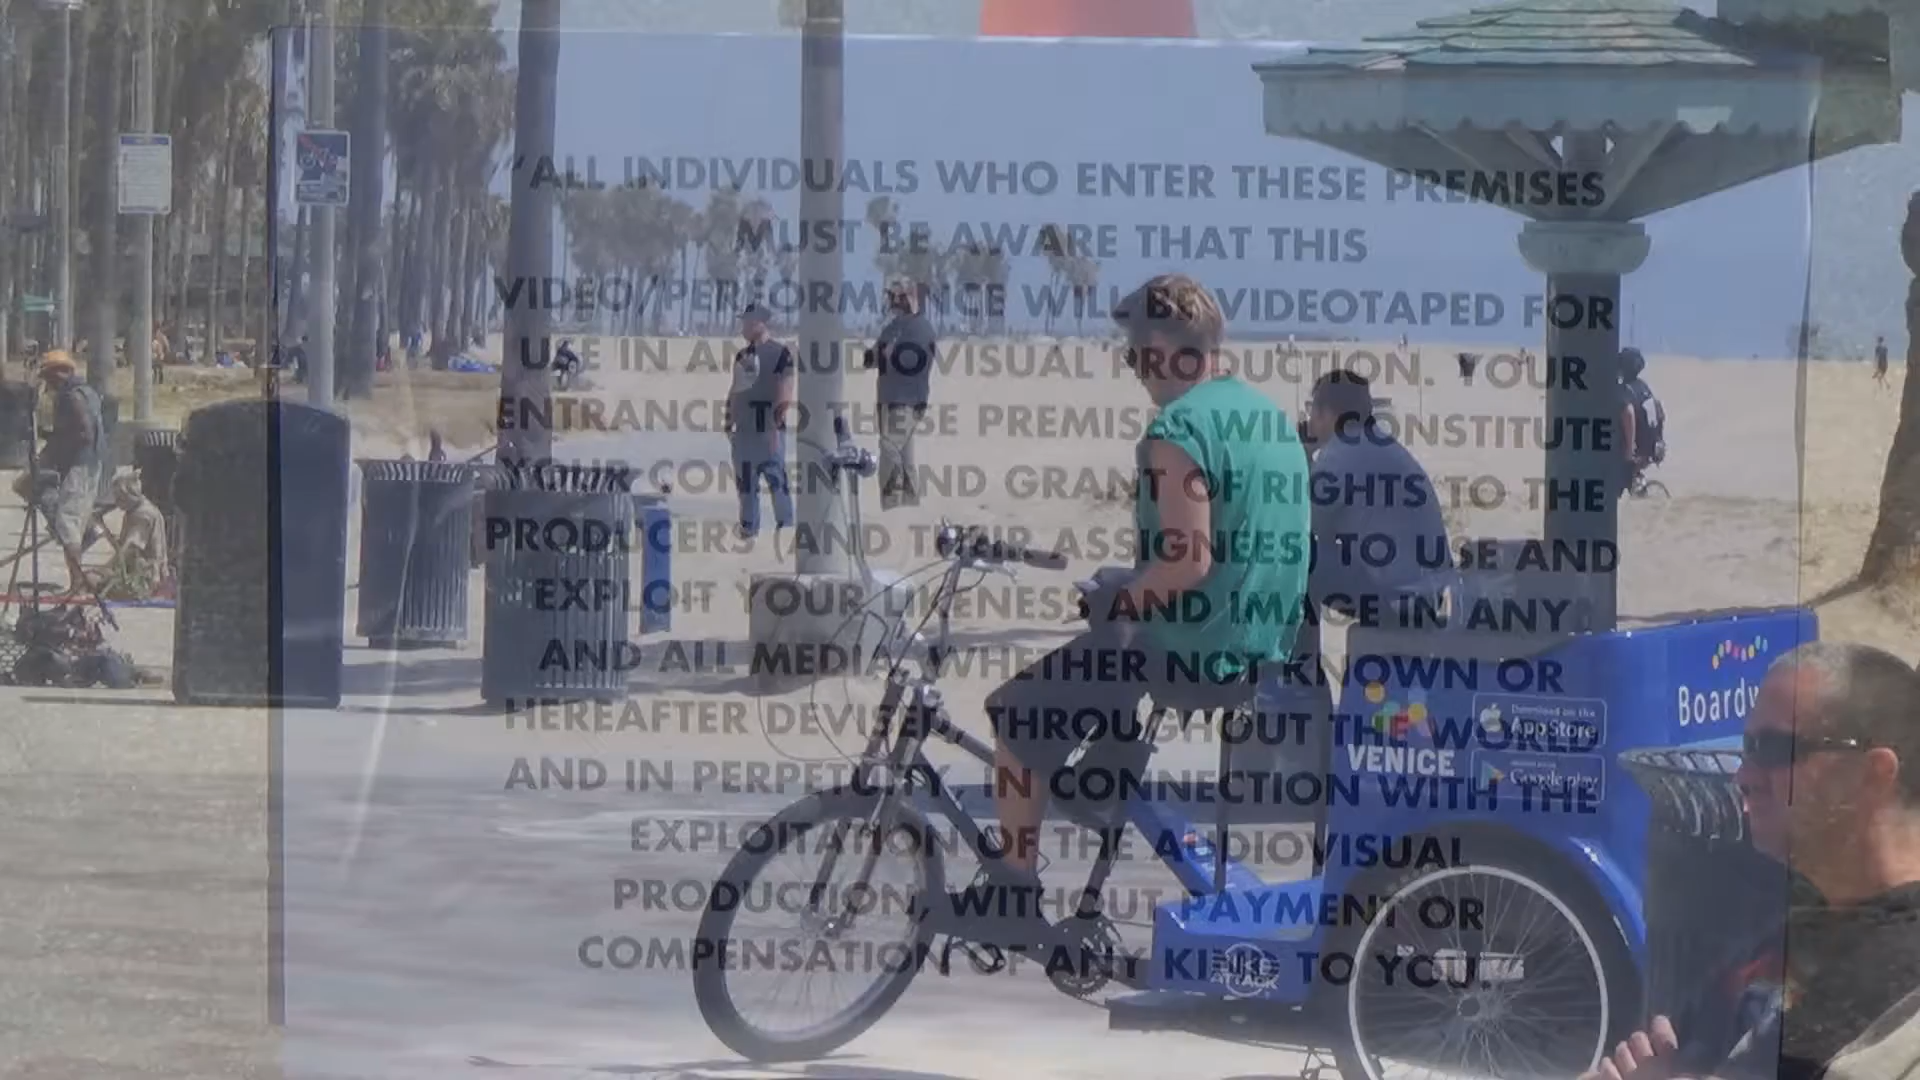 "ALL INDIVIDUALS WHO ENTER THESE PREMISES
MUST BE AWARE THAT THIS
VIDEO/PERFORMANCE WILL BE VIDEOTAPED FOR
USE IN AN AUDIOVISUAL PRODUCTION. YOUR
ENTRANCE TO THESE PREMISES WILL CONSTITUTE
YOUR CONSENT AND GRANT OF RIGHTS TO THE
PRODUCERS (AND THEIR ASSIGNEES) TO USE AND
EXPLOIT YOUR LIKENESS AND IMAGE IN ANY
AND ALL MEDIA, WHETHER NOT KNOWN OR
HEREAFTER DEVISED, THROUGHOUT THE WORLD
AND IN PERPETUITY, IN CONNECTION WITH THE
EXPLOITATION OF THE AUDIOVISUAL
PRODUCTION, WITHOUT PAYMENT OR
COMPENSATION OF ANY KIND TO YOU."
Boardw
VENICE
Download on the
App Store
Google play
BIKE
ATTACK